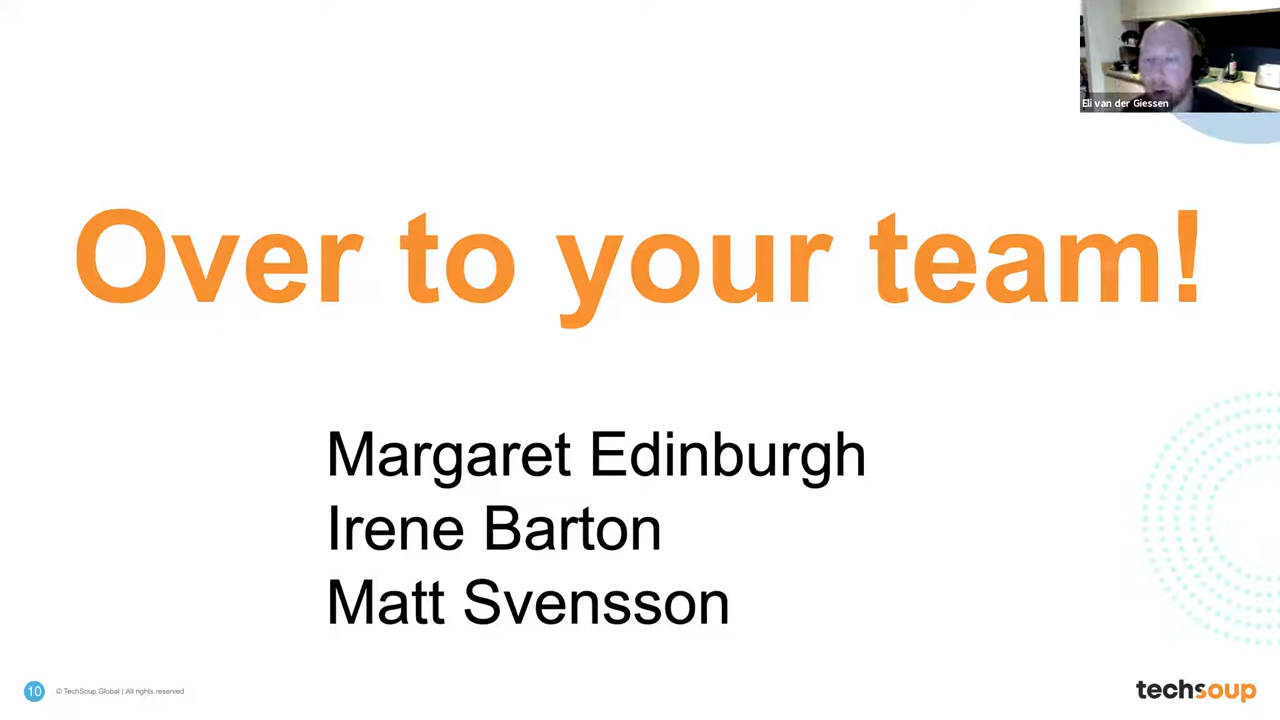 Eli van der Giessen
Over to your team!
Margaret Edinburgh
Irene Barton
Matt Svensson
10
© TechSoup Global | All rights reserved
techsoup